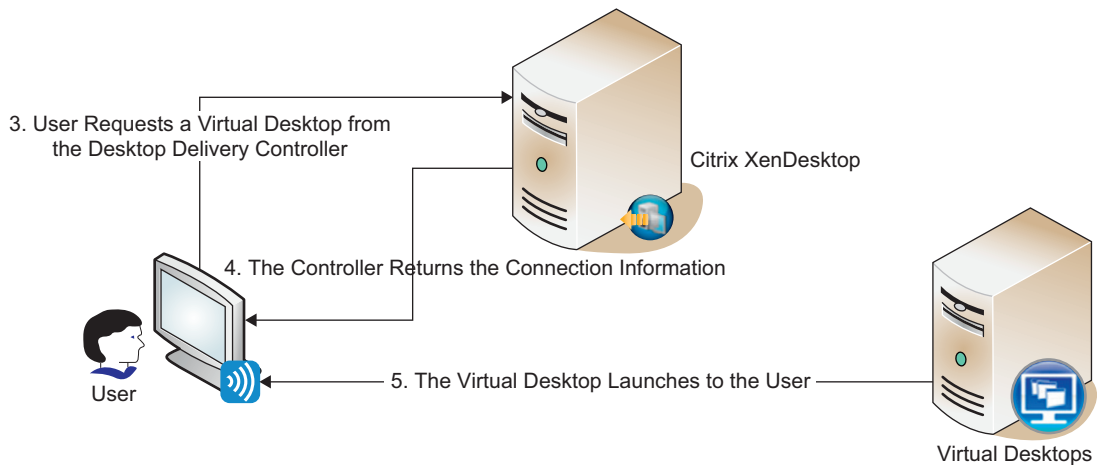 3. User Requests a Virtual Desktop from
the Desktop Delivery Controller
Citrix XenDesktop
4. The Controller Returns the Connection Information
5. The Virtual Desktop Launches to the User
User
Virtual Desktops